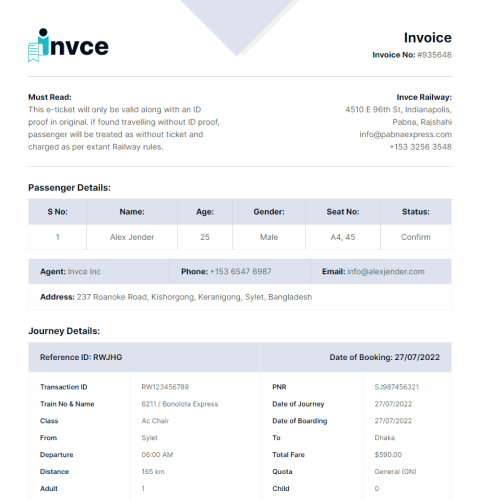 invce
Invoice
Invoice No: #935648
Must Read:
This e-ticket will only be valid along with an ID
proof in original. if found travelling without ID proof,
passenger will be treated as without ticket and
charged as per extant Railway rules.
Invce Railway:
4510 E 96th St, Indianapolis,
Pabna, Rajshahi
info@pabnaexpress.com
+153 3256 3548
Passenger Details:
S No: Name: Age: Gender: Seat No: Status:
1 Alex Jender 25 Male A4, 45 Confirm
Agent: Invce Inc Phone: +153 6547 6987 Email: info@alexjender.com
Address: 237 Roanoke Road, Kishorgong, Keranigong, Sylet, Bangladesh
Journey Details:
Reference ID: RWJHG Date of Booking: 27/07/2022
Transaction ID RW123456789 PNR SJ987456321
Train No & Name 6211 / Bonolota Express Date of Journey 27/07/2022
Class Ac Chair Date of Boarding 27/07/2022
From Sylet To Dhaka
Departure 06:00 AM Total Fare $590.00
Distance 165 km Quota General (GN)
Adult 1 Child 0